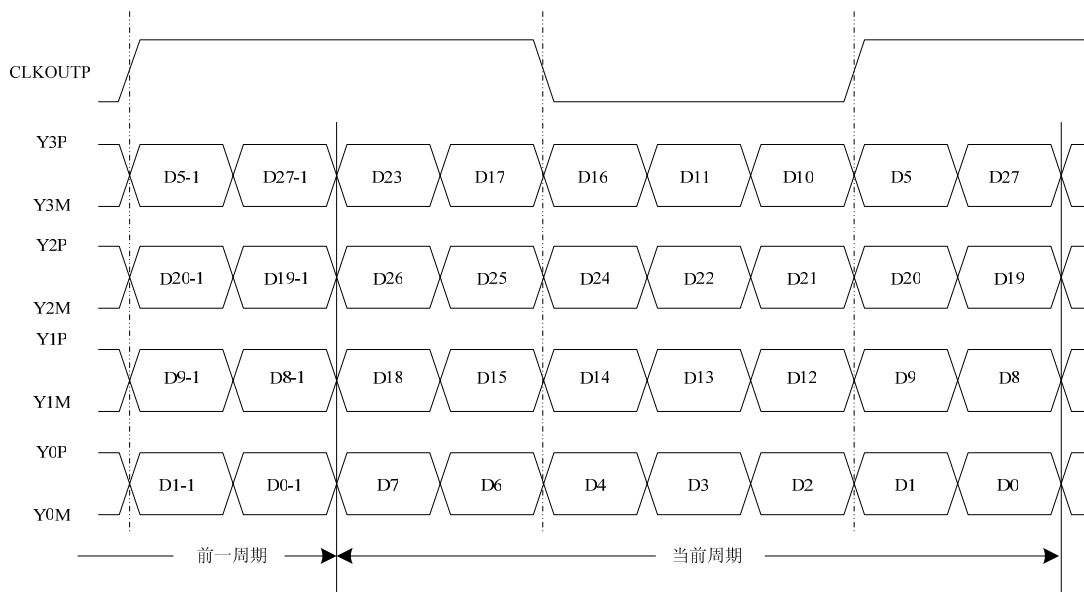 CLKOUTP
Y3P
D5-1 D27-1 D23 D17 D16 D11 D10 D5 D27
Y3M
Y2P
D20-1 D19-1 D26 D25 D24 D22 D21 D20 D19
Y2M
Y1P
D9-1 D8-1 D18 D15 D14 D13 D12 D9 D8
Y1M
Y0P
D1-1 D0-1 D7 D6 D4 D3 D2 D1 D0
Y0M
前一周期 当前周期